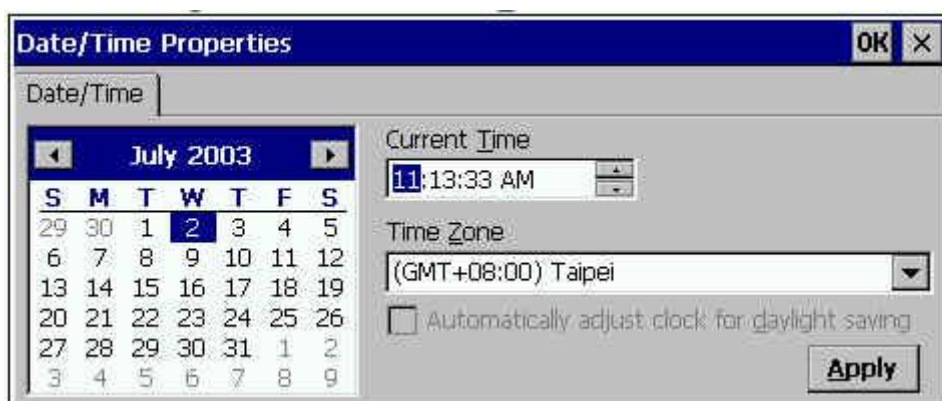 Date/Time Properties OK ×
Date/Time
July 2003
S M T W T F S
29 30 1 2 3 4 5
6 7 8 9 10 11 12
13 14 15 16 17 18 19
20 21 22 23 24 25 26
27 28 29 30 31 1 2
3 4 5 6 7 8 9
Current Time
11:13:33 AM
Time Zone
(GMT+08:00) Taipei
Automatically adjust clock for daylight saving
Apply